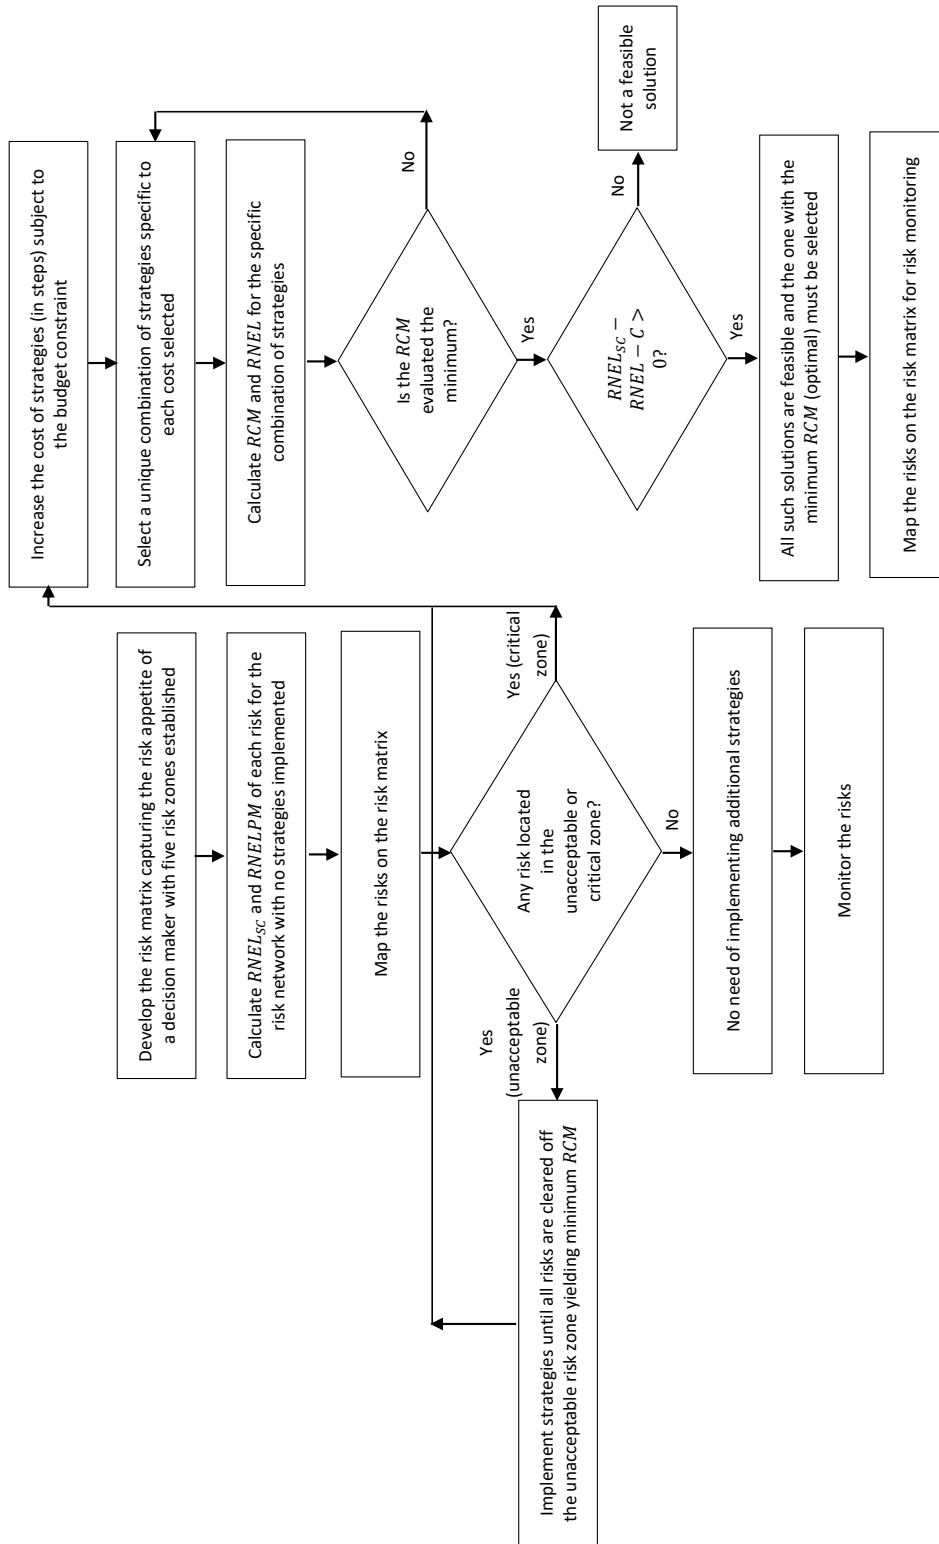 Develop the risk matrix capturing the risk appetite of
a decision maker with five risk zones established
Calculate RNEL_SC and RNELPM of each risk for the
risk network with no strategies implemented
Map the risks on the risk matrix
Any risk located
in the
unacceptable or
critical zone?
Yes
(unacceptable
zone)
Implement strategies until all risks are cleared off
the unacceptable risk zone yielding minimum RCM
Yes (critical
zone)
No
No need of implementing additional strategies
Monitor the risks
Increase the cost of strategies (in steps) subject to
the budget constraint
Select a unique combination of strategies specific to
each cost selected
Calculate RCM and RNEL for the specific
combination of strategies
Is the RCM
evaluated the
minimum?
No
Yes
RNEL_SC −
RNEL − C >
0?
No
Not a feasible
solution
Yes
All such solutions are feasible and the one with the
minimum RCM (optimal) must be selected
Map the risks on the risk matrix for risk monitoring